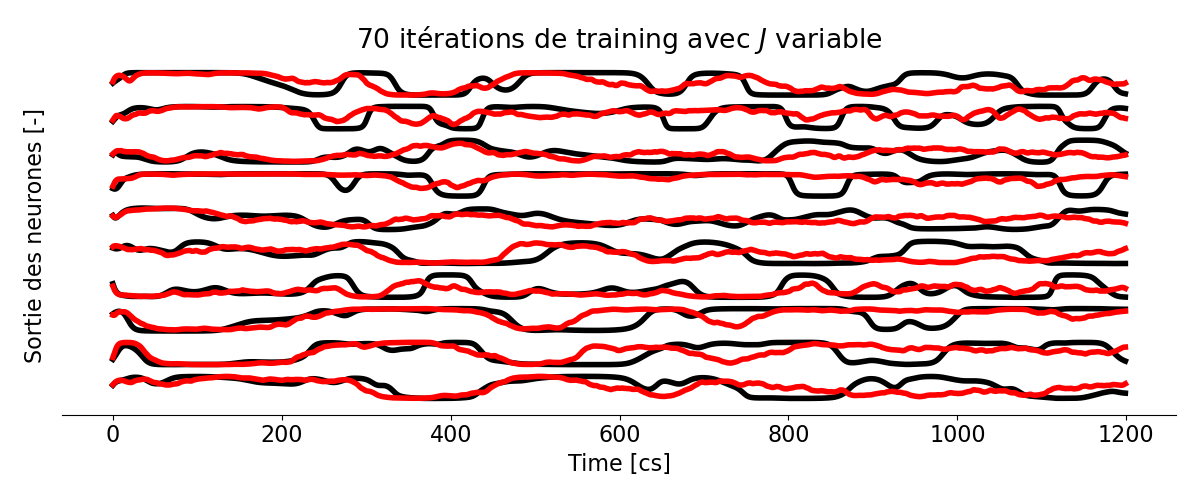 70 itérations de training avec J variable
Sortie des neurones [-]
0 200 400 600 800 1000 1200
Time [cs]